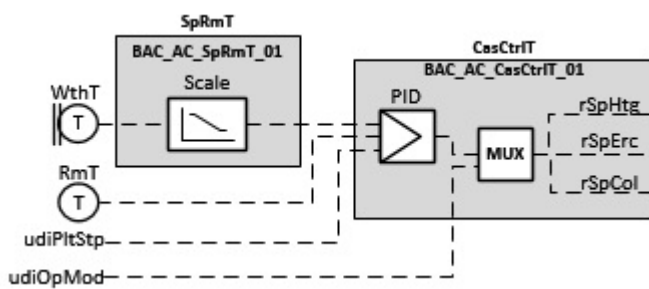 SpRmT
BAC_AC_SpRmT_01
Scale
WthT
T
CasCtrlT
BAC_AC_CasCtrlT_01
PID
rSpHtg
rSpErc
rSpCol
MUX
RmT
T
udiPltStp
udiOpMod